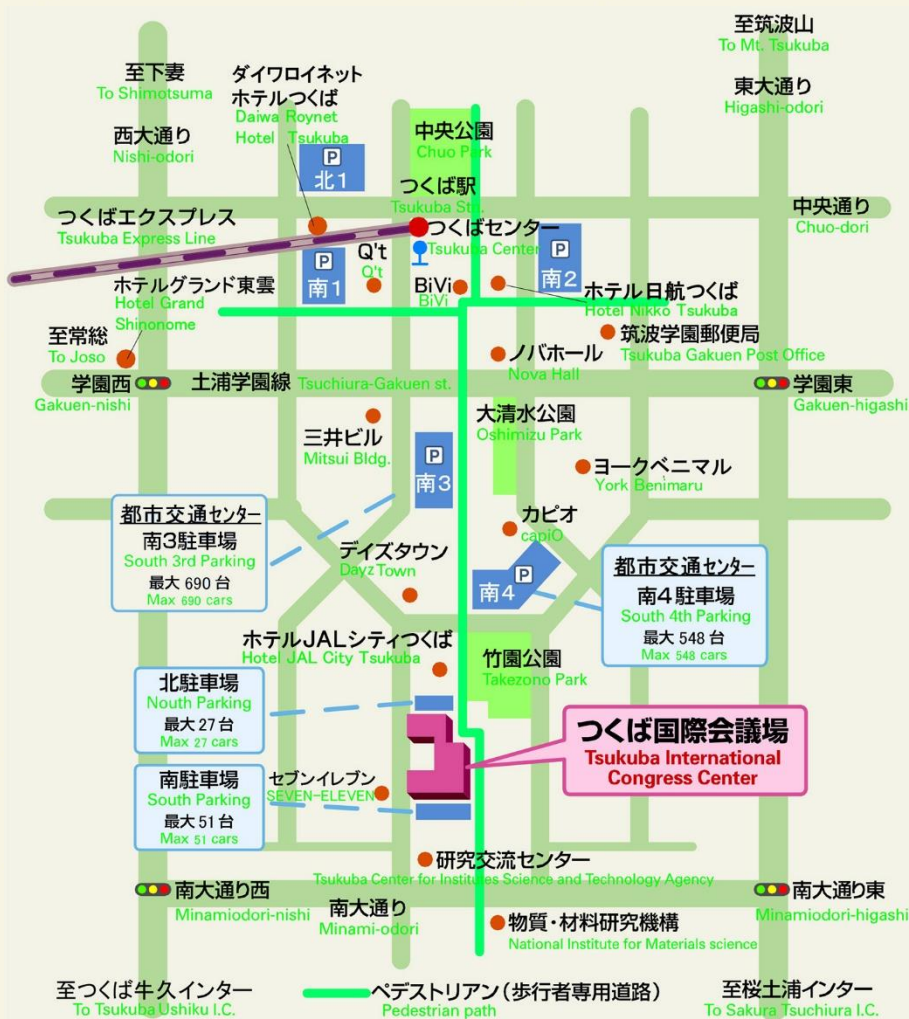 至筑波山
To Mt. Tsukuba
至下妻
To Shimotsuma
ダイワロイネット
ホテルつくば
Daiwa Roynet
Hotel Tsukuba
東大通り
Higashi-odori
西大通り
Nishi-odori
中央公園
Chuo Park
P
北1
つくば駅
Tsukuba Sta.
つくばエクスプレス
Tsukuba Express Line
中央通り
Chuo-dori
つくばセンター
Tsukuba Center
Q't
Q't
P
南1
P
南2
BiVi
BiVi
ホテルグランド東雲
Hotel Grand
Shinonome
ホテル日航つくば
Hotel Nikko Tsukuba
至常総
To Joso
ノバホール
Nova Hall
筑波学園郵便局
Tsukuba Gakuen Post Office
学園西
Gakuen-nishi
土浦学園線
Tsuchiura-Gakuen st.
学園東
Gakuen-higashi
三井ビル
Mitsui Bldg.
大清水公園
Oshimizu Park
P
南3
ヨークベニマル
York Benimaru
都市交通センター
南3駐車場
South 3rd Parking
最大 690 台
Max 690 cars
カピオ
capiO
デイズタウン
Dayz Town
P
南4
都市交通センター
南4駐車場
South 4th Parking
最大 548 台
Max 548 cars
ホテルJALシティつくば
Hotel JAL City Tsukuba
竹園公園
Takezono Park
北駐車場
Nouth Parking
最大 27 台
Max 27 cars
つくば国際会議場
Tsukuba International
Congress Center
南駐車場
South Parking
最大 51 台
Max 51 cars
セブンイレブン
SEVEN-ELEVEN
研究交流センター
Tsukuba Center for Institutes Science and Technology Agency
南大通り西
Minamiodori-nishi
南大通り
Minami-odori
南大通り東
Minamiodori-higashi
物質・材料研究機構
National Institute for Materials science
至つくば牛久インター
To Tsukuba Ushiku I.C.
ペデストリアン(歩行者専用道路)
Pedestrian path
至桜土浦インター
To Sakura Tsuchiura I.C.